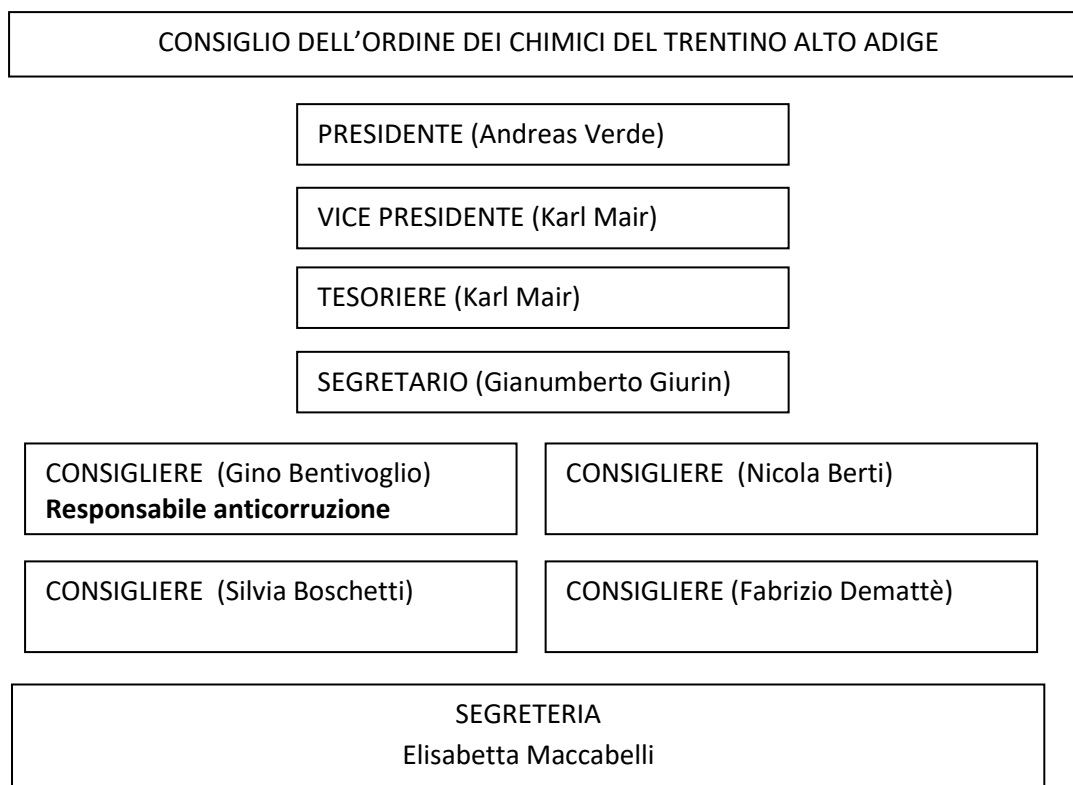 CONSIGLIO DELL’ORDINE DEI CHIMICI DEL TRENTINO ALTO ADIGE
PRESIDENTE (Andreas Verde)
VICE PRESIDENTE (Karl Mair)
TESORIERE (Karl Mair)
SEGRETARIO (Gianumberto Giurin)
CONSIGLIERE (Gino Bentivoglio)
Responsabile anticorruzione
CONSIGLIERE (Nicola Berti)
CONSIGLIERE (Silvia Boschetti)
CONSIGLIERE (Fabrizio Demattè)
SEGRETERIA
Elisabetta Maccabelli